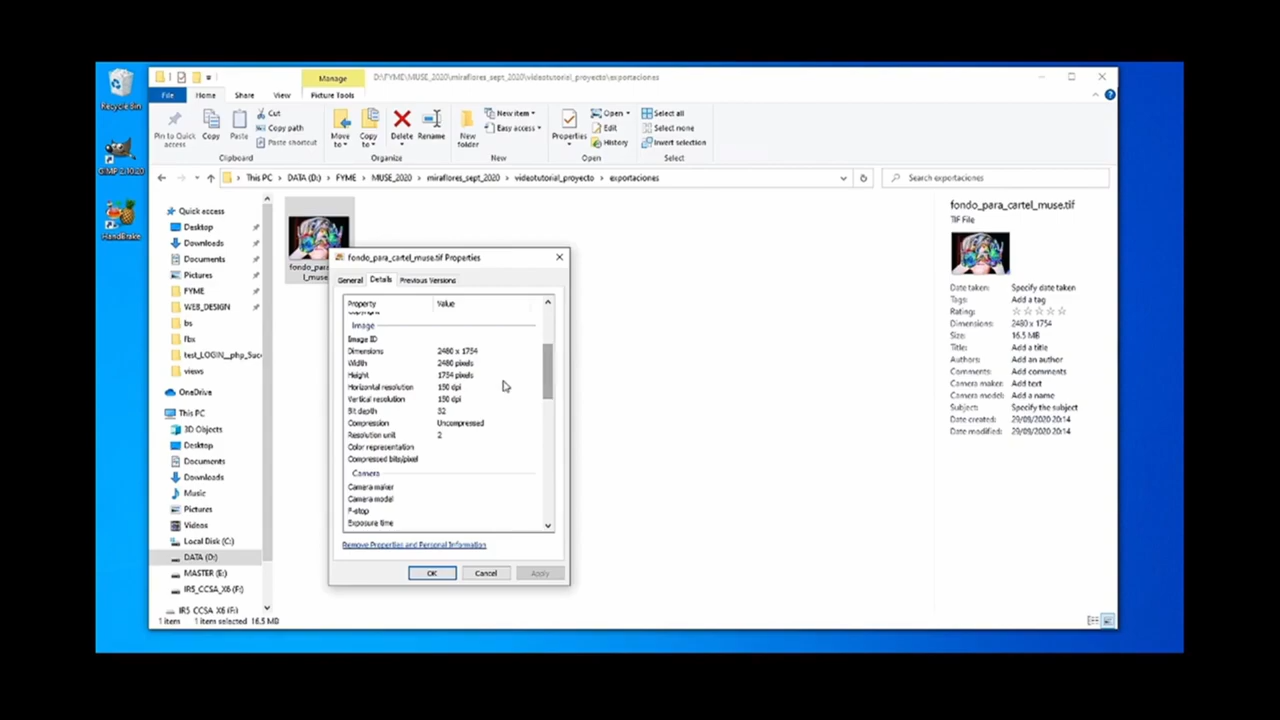 Recycle Bin
GIMP 2.10.20
HandBrake
Manage
D:\FYME\MUSE_2020\miraflores_sept_2020\videotutorial_proyecto\exportaciones
File
Home
Share
View
Picture Tools
Pin to Quick access
Copy
Paste
Cut
Copy path
Paste shortcut
Clipboard
Move to
Copy to
Delete
Rename
Organize
New folder
New item
Easy access
New
Properties
Open
Edit
History
Open
Select all
Select none
Invert selection
Select
This PC
DATA (D:)
FYME
MUSE_2020
miraflores_sept_2020
videotutorial_proyecto
exportaciones
Search exportaciones
Quick access
Desktop
Downloads
Documents
Pictures
FYME
WEB_DESIGN
bs
fbs
test_LOGIN__php_Suc
views
OneDrive
This PC
3D Objects
Desktop
Documents
Downloads
Music
Pictures
Videos
Local Disk (C:)
DATA (D:)
MASTER (E:)
IR5_CCSA_X6 (F:)
IR5_CCSA_X6 (F:)
1 item
1 item selected 16.5 MB
fondo_para_cartel_muse.tif Properties
General
Details
Previous Versions
Property Value
Copyright
Image
Image ID
Dimensions 2480 x 1754
Width 2480 pixels
Height 1754 pixels
Horizontal resolution 150 dpi
Vertical resolution 150 dpi
Bit depth 32
Compression Uncompressed
Resolution unit 2
Color representation
Compressed bits/pixel
Camera
Camera maker
Camera model
F-stop
Exposure time
Remove Properties and Personal Information
OK
Cancel
Apply
fondo_para_cartel_muse.tif
TIF File
Date taken: Specify date taken
Tags: Add a tag
Rating:
Dimensions: 2480 x 1754
Size: 16.5 MB
Title: Add a title
Authors: Add an author
Comments: Add comments
Camera maker: Add text
Camera model: Add a name
Subject: Specify the subject
Date created: 29/09/2020 20:14
Date modified: 29/09/2020 20:14